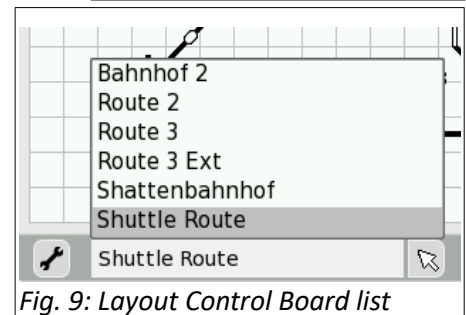 Bahnhof 2
Route 2
Route 3
Route 3 Ext
Shattenbahnhof
Shuttle Route
Shuttle Route
Fig. 9: Layout Control Board list